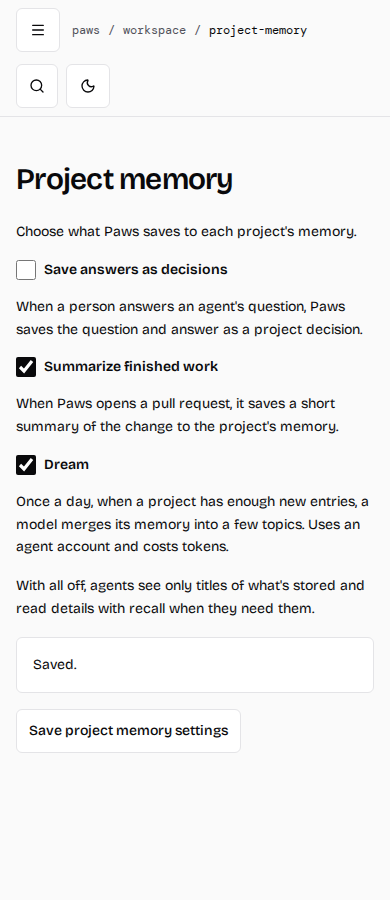 paws / workspace / project-memory
Project memory
Choose what Paws saves to each project's memory.
Save answers as decisions
When a person answers an agent's question, Paws
saves the question and answer as a project decision.
Summarize finished work
When Paws opens a pull request, it saves a short
summary of the change to the project's memory.
Dream
Once a day, when a project has enough new entries, a
model merges its memory into a few topics. Uses an
agent account and costs tokens.
With all off, agents see only titles of what's stored and
read details with recall when they need them.
Saved.
Save project memory settings